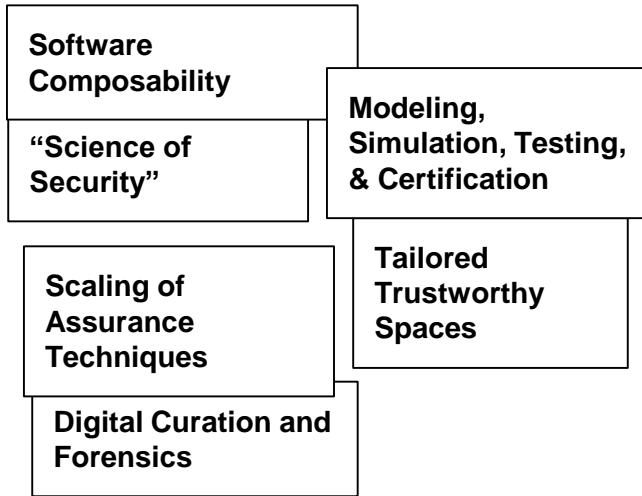 Software
Composability
“Science of
Security”
Modeling,
Simulation, Testing,
& Certification
Tailored
Trustworthy
Spaces
Scaling of
Assurance
Techniques
Digital Curation and
Forensics